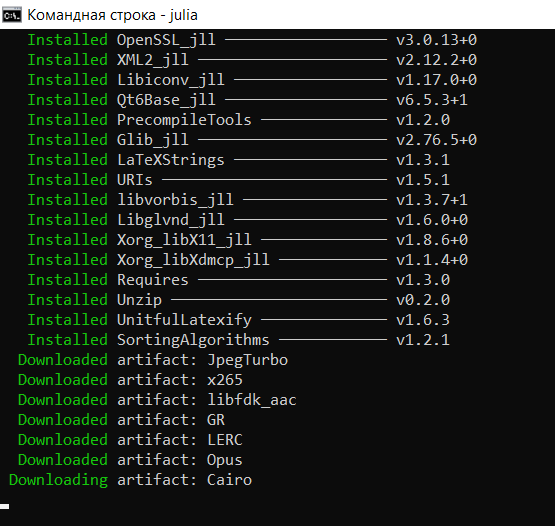 Командная строка - julia
Installed OpenSSL_jll ────────────────── v3.0.13+0
Installed XML2_jll ───────────────────── v2.12.2+0
Installed Libiconv_jll ───────────────── v1.17.0+0
Installed Qt6Base_jll ────────────────── v6.5.3+1
Installed PrecompileTools ────────────── v1.2.0
Installed Glib_jll ───────────────────── v2.76.5+0
Installed LaTeXStrings ───────────────── v1.3.1
Installed URIs ───────────────────────── v1.5.1
Installed libvorbis_jll ──────────────── v1.3.7+1
Installed Libglvnd_jll ───────────────── v1.6.0+0
Installed Xorg_libX11_jll ────────────── v1.8.6+0
Installed Xorg_libXdmcp_jll ──────────── v1.1.4+0
Installed Requires ───────────────────── v1.3.0
Installed Unzip ──────────────────────── v0.2.0
Installed UnitfulLatexify ────────────── v1.6.3
Installed SortingAlgorithms ──────────── v1.2.1
Downloaded artifact: JpegTurbo
Downloaded artifact: x265
Downloaded artifact: libfdk_aac
Downloaded artifact: GR
Downloaded artifact: LERC
Downloaded artifact: Opus
Downloading artifact: Cairo